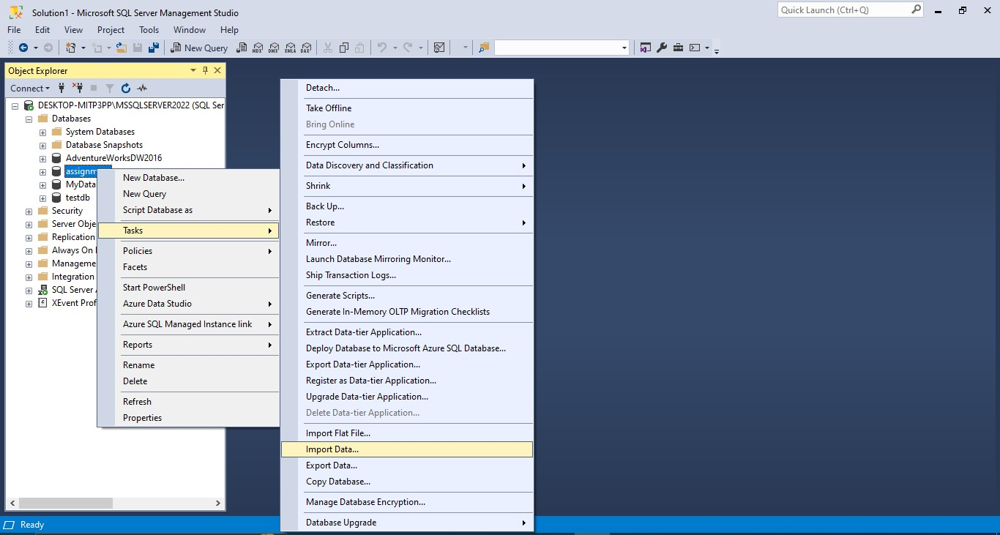 Solution1 - Microsoft SQL Server Management Studio
Quick Launch (Ctrl+Q)
File Edit View Project Tools Window Help
New Query MDX DMX XMLA DAX
Object Explorer
Connect
DESKTOP-MITP3PP\MSSQLSERVER2022 (SQL Ser
Databases
System Databases
Database Snapshots
AdventureWorksDW2016
assignm
MyData
testdb
Security
Server Obje
Replication
Always On
Manageme
Integration
SQL Server
XEvent Prof
New Database...
New Query
Script Database as
Tasks
Policies
Facets
Start PowerShell
Azure Data Studio
Azure SQL Managed Instance link
Reports
Rename
Delete
Refresh
Properties
Detach...
Take Offline
Bring Online
Encrypt Columns...
Data Discovery and Classification
Shrink
Back Up...
Restore
Mirror...
Launch Database Mirroring Monitor...
Ship Transaction Logs...
Generate Scripts...
Generate In-Memory OLTP Migration Checklists
Extract Data-tier Application...
Deploy Database to Microsoft Azure SQL Database...
Export Data-tier Application...
Register as Data-tier Application...
Upgrade Data-tier Application...
Delete Data-tier Application...
Import Flat File...
Import Data...
Export Data...
Copy Database...
Manage Database Encryption...
Database Upgrade
Ready